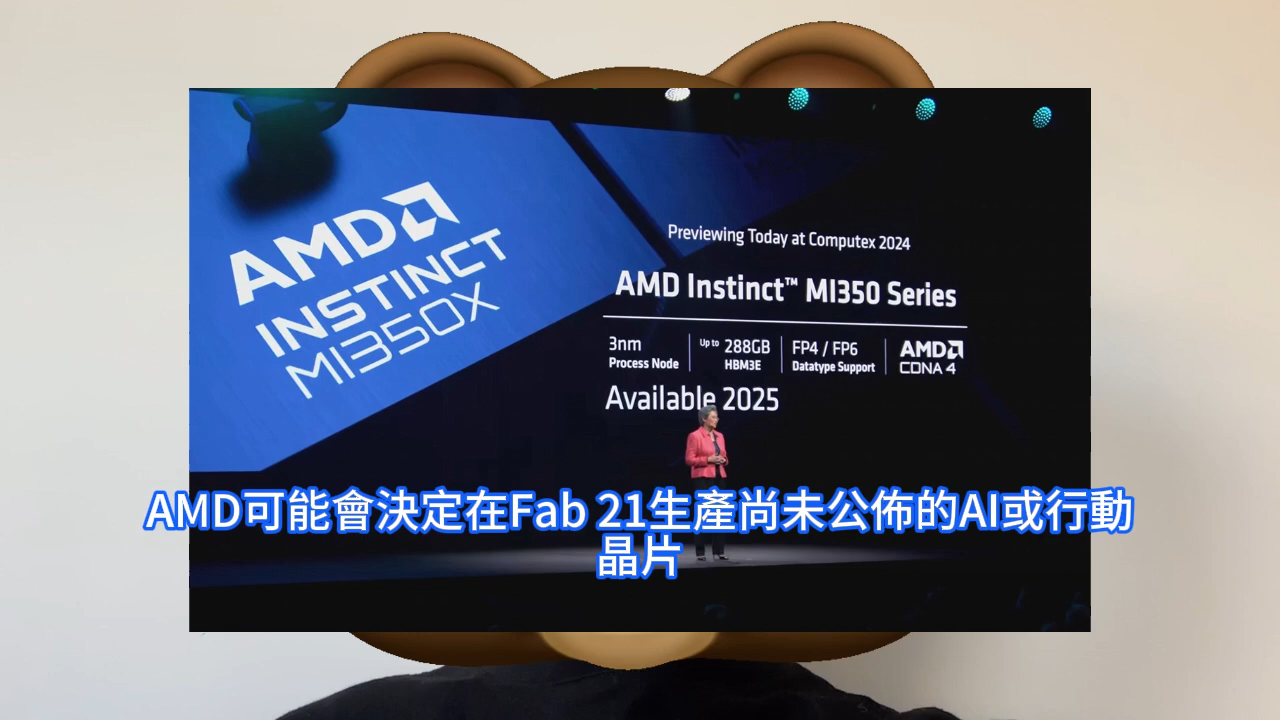 AMD
INSTINCT
MI350X
Previewing Today at Computex 2024
AMD Instinct™ MI350 Series
3nm
Process Node
Up to 288GB
HBM3E
FP4 / FP6
Datatype Support
AMD
CDNA 4
Available 2025
AMD可能會決定在Fab 21生產尚未公佈的AI或行動
晶片